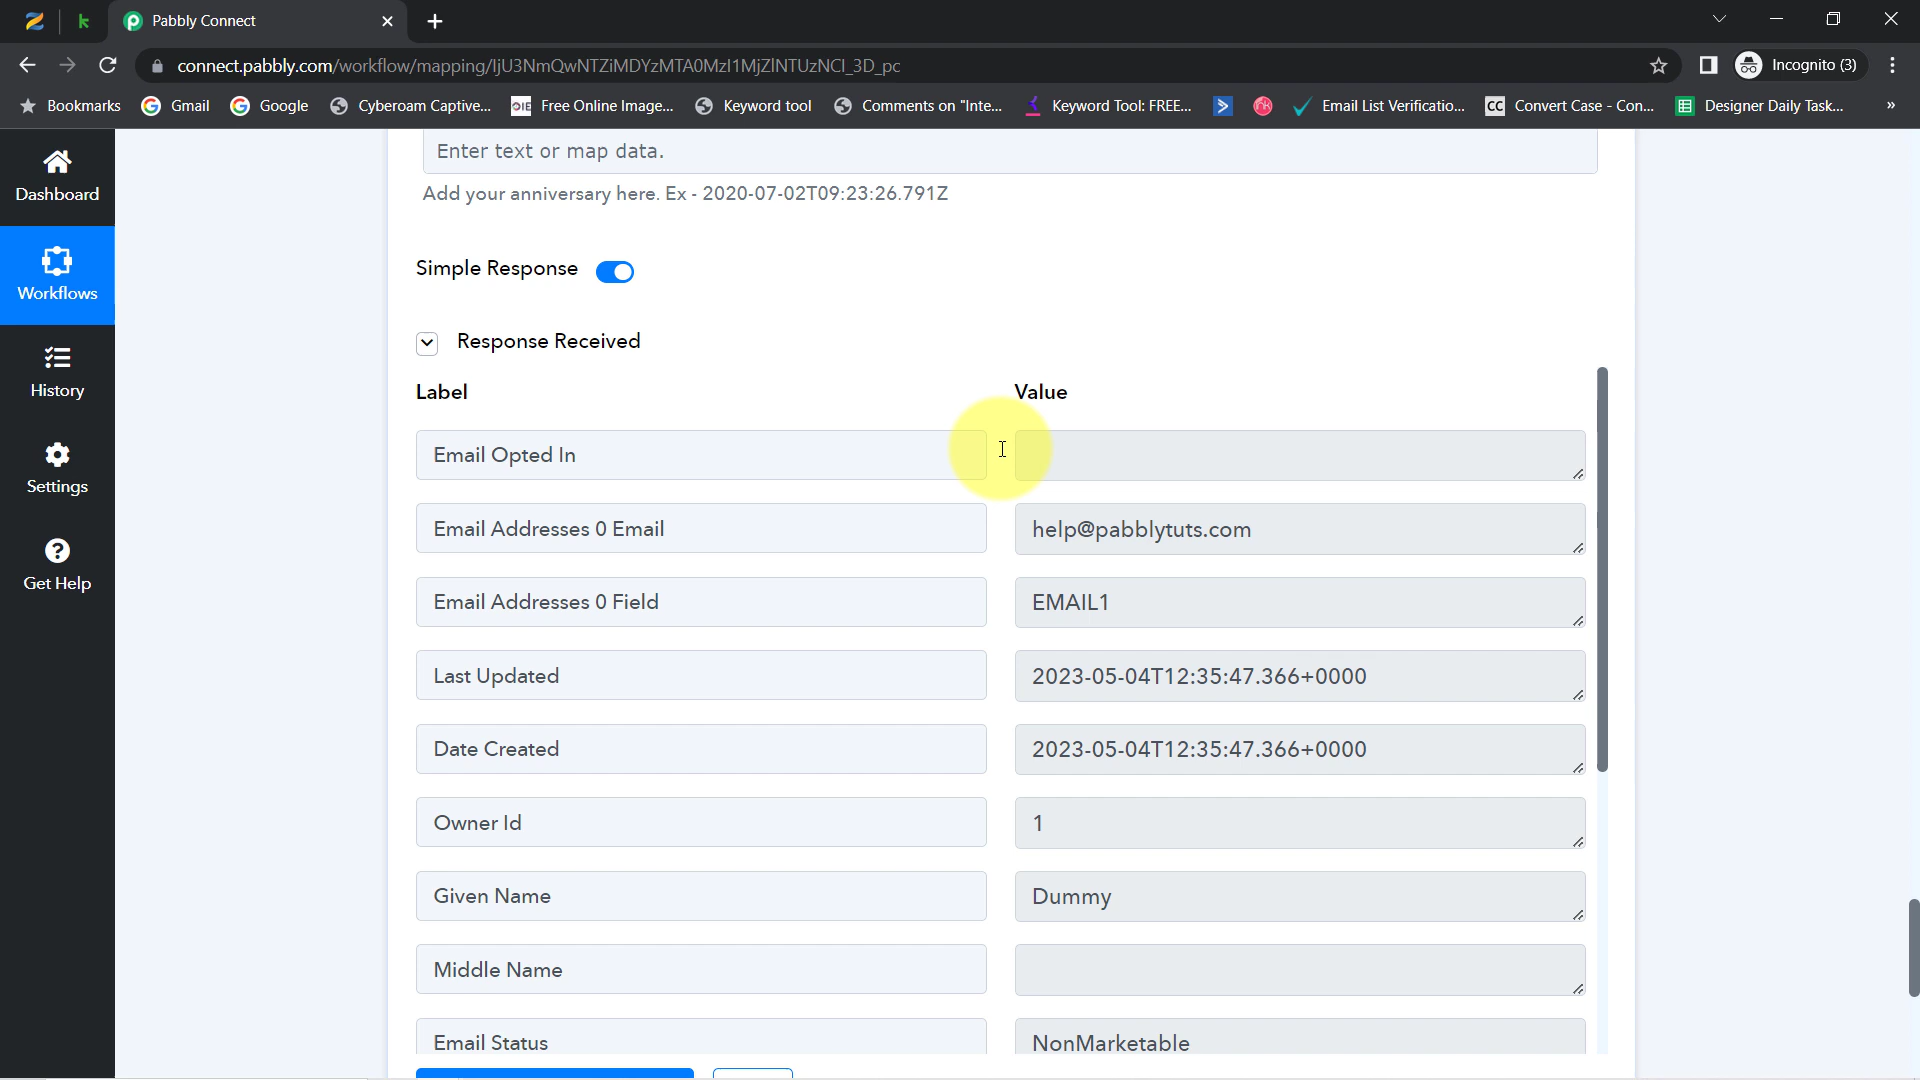 Pabbly Connect
connect.pabbly.com/workflow/mapping/
Incognito (3)
Bookmarks
Gmail
Google
Cyberoam Captive...
Free Online Image...
Keyword tool
Comments on "Inte...
Keyword Tool: FREE...
Email List Verificatio...
CC
Convert Case - Con...
Designer Daily Task...
»
Dashboard
Workflows
History
Settings
Get Help
Enter text or map data.
Add your anniversary here. Ex - 2020-07-02T09:23:26.791Z
Simple Response
Response Received
Label Value
Email Opted In
Email Addresses 0 Email help@pabblytuts.com
Email Addresses 0 Field EMAIL1
Last Updated 2023-05-04T12:35:47.366+0000
Date Created 2023-05-04T12:35:47.366+0000
Owner Id 1
Given Name Dummy
Middle Name
Email Status NonMarketable